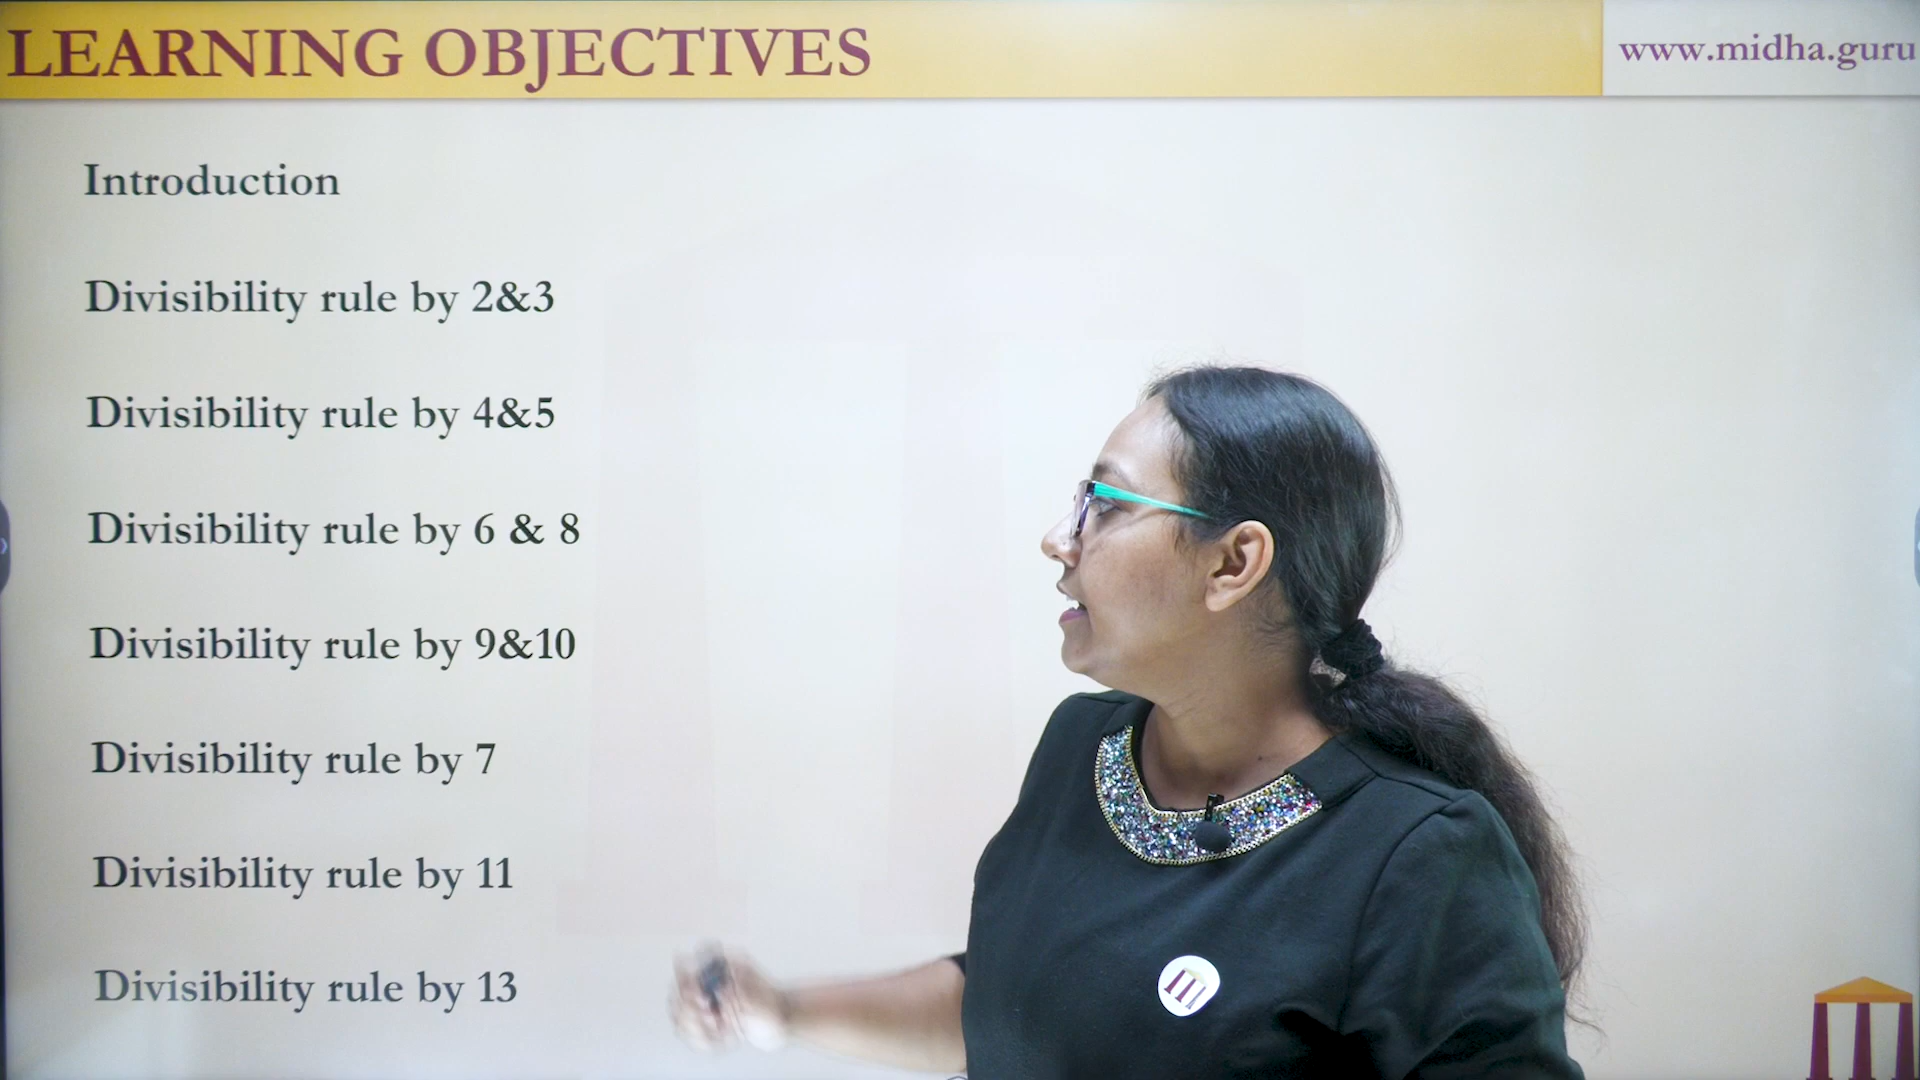 LEARNING OBJECTIVES
www.midha.guru
Introduction
Divisibility rule by 2&3
Divisibility rule by 4&5
Divisibility rule by 6 & 8
Divisibility rule by 9&10
Divisibility rule by 7
Divisibility rule by 11
Divisibility rule by 13